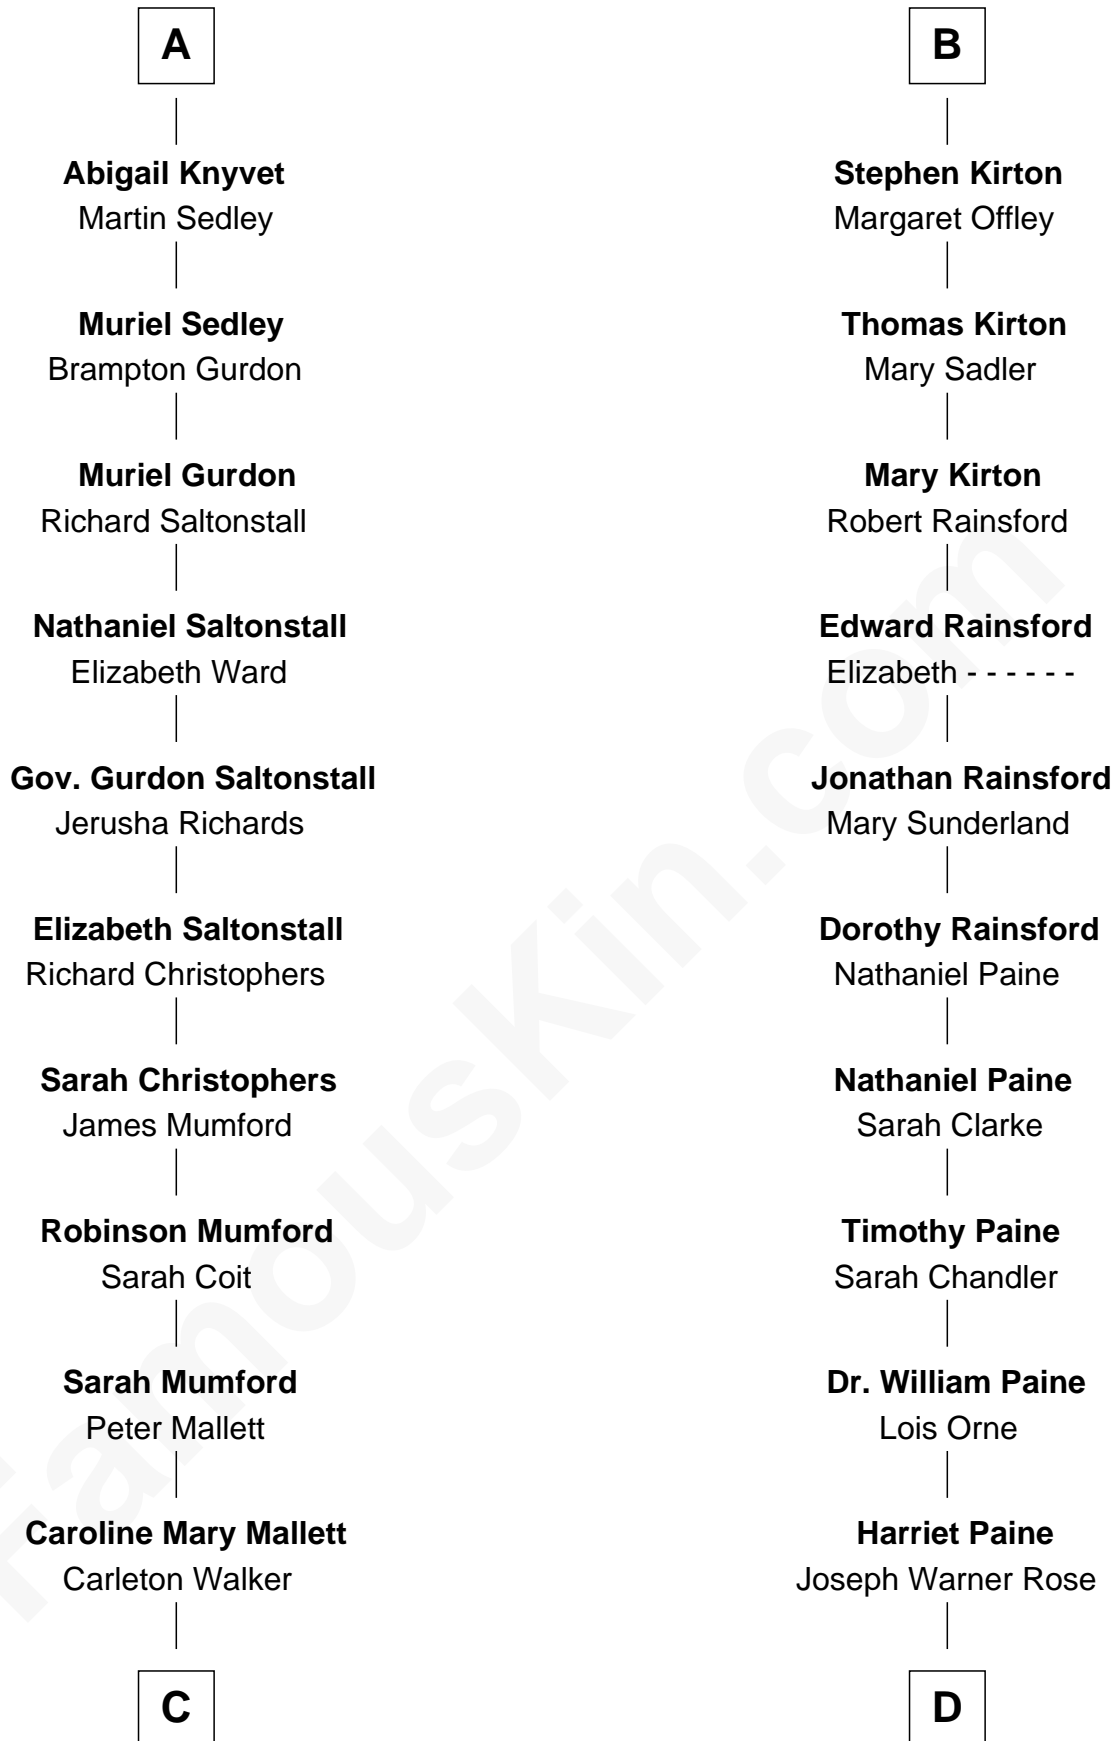 A
Abigail Knyvet
Martin Sedley
Muriel Sedley
Brampton Gurdon
Muriel Gurdon
Richard Saltonstall
Nathaniel Saltonstall
Elizabeth Ward
Gov. Gurdon Saltonstall
Jerusha Richards
Elizabeth Saltonstall
Richard Christophers
Sarah Christophers
James Mumford
Robinson Mumford
Sarah Coit
Sarah Mumford
Peter Mallett
Caroline Mary Mallett
Carleton Walker
C
B
Stephen Kirton
Margaret Offley
Thomas Kirton
Mary Sadler
Mary Kirton
Robert Rainsford
Edward Rainsford
Elizabeth - - - - - -
Jonathan Rainsford
Mary Sunderland
Dorothy Rainsford
Nathaniel Paine
Nathaniel Paine
Sarah Clarke
Timothy Paine
Sarah Chandler
Dr. William Paine
Lois Orne
Harriet Paine
Joseph Warner Rose
D
FamousKin.com